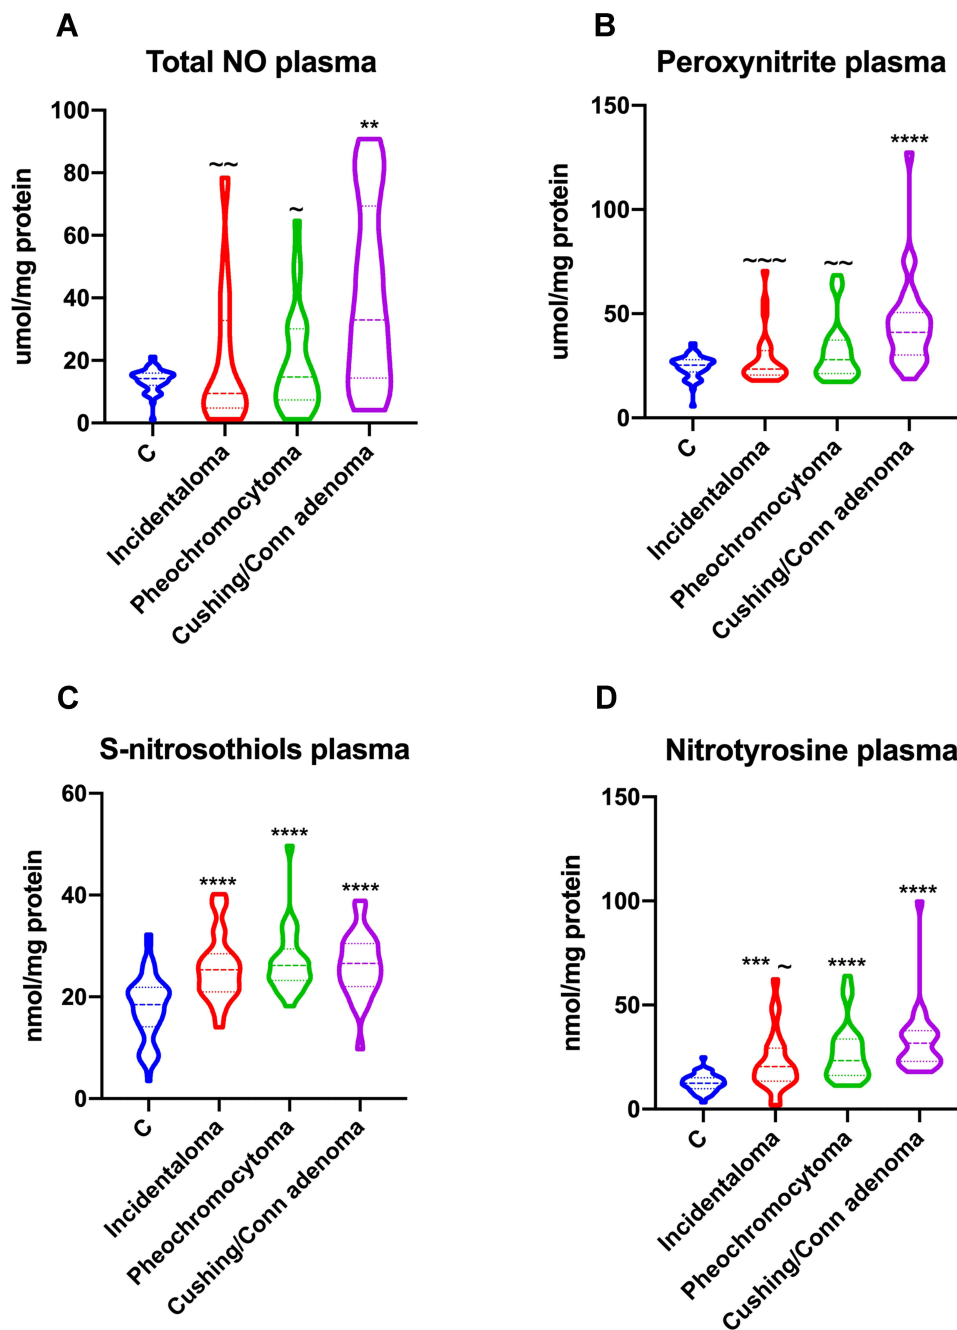 A
Total NO plasma
umol/mg protein
100
80
60
40
20
0
~~
~
**
C
Incidentaloma
Pheochromocytoma
Cushing/Conn adenoma
B
Peroxynitrite plasma
umol/mg protein
150
100
50
0
~~~
~~
****
C
Incidentaloma
Pheochromocytoma
Cushing/Conn adenoma
C
S-nitrosothiols plasma
nmol/mg protein
60
40
20
0
****
****
****
C
Incidentaloma
Pheochromocytoma
Cushing/Conn adenoma
D
Nitrotyrosine plasma
nmol/mg protein
150
100
50
0
*** ~
****
****
C
Incidentaloma
Pheochromocytoma
Cushing/Conn adenoma